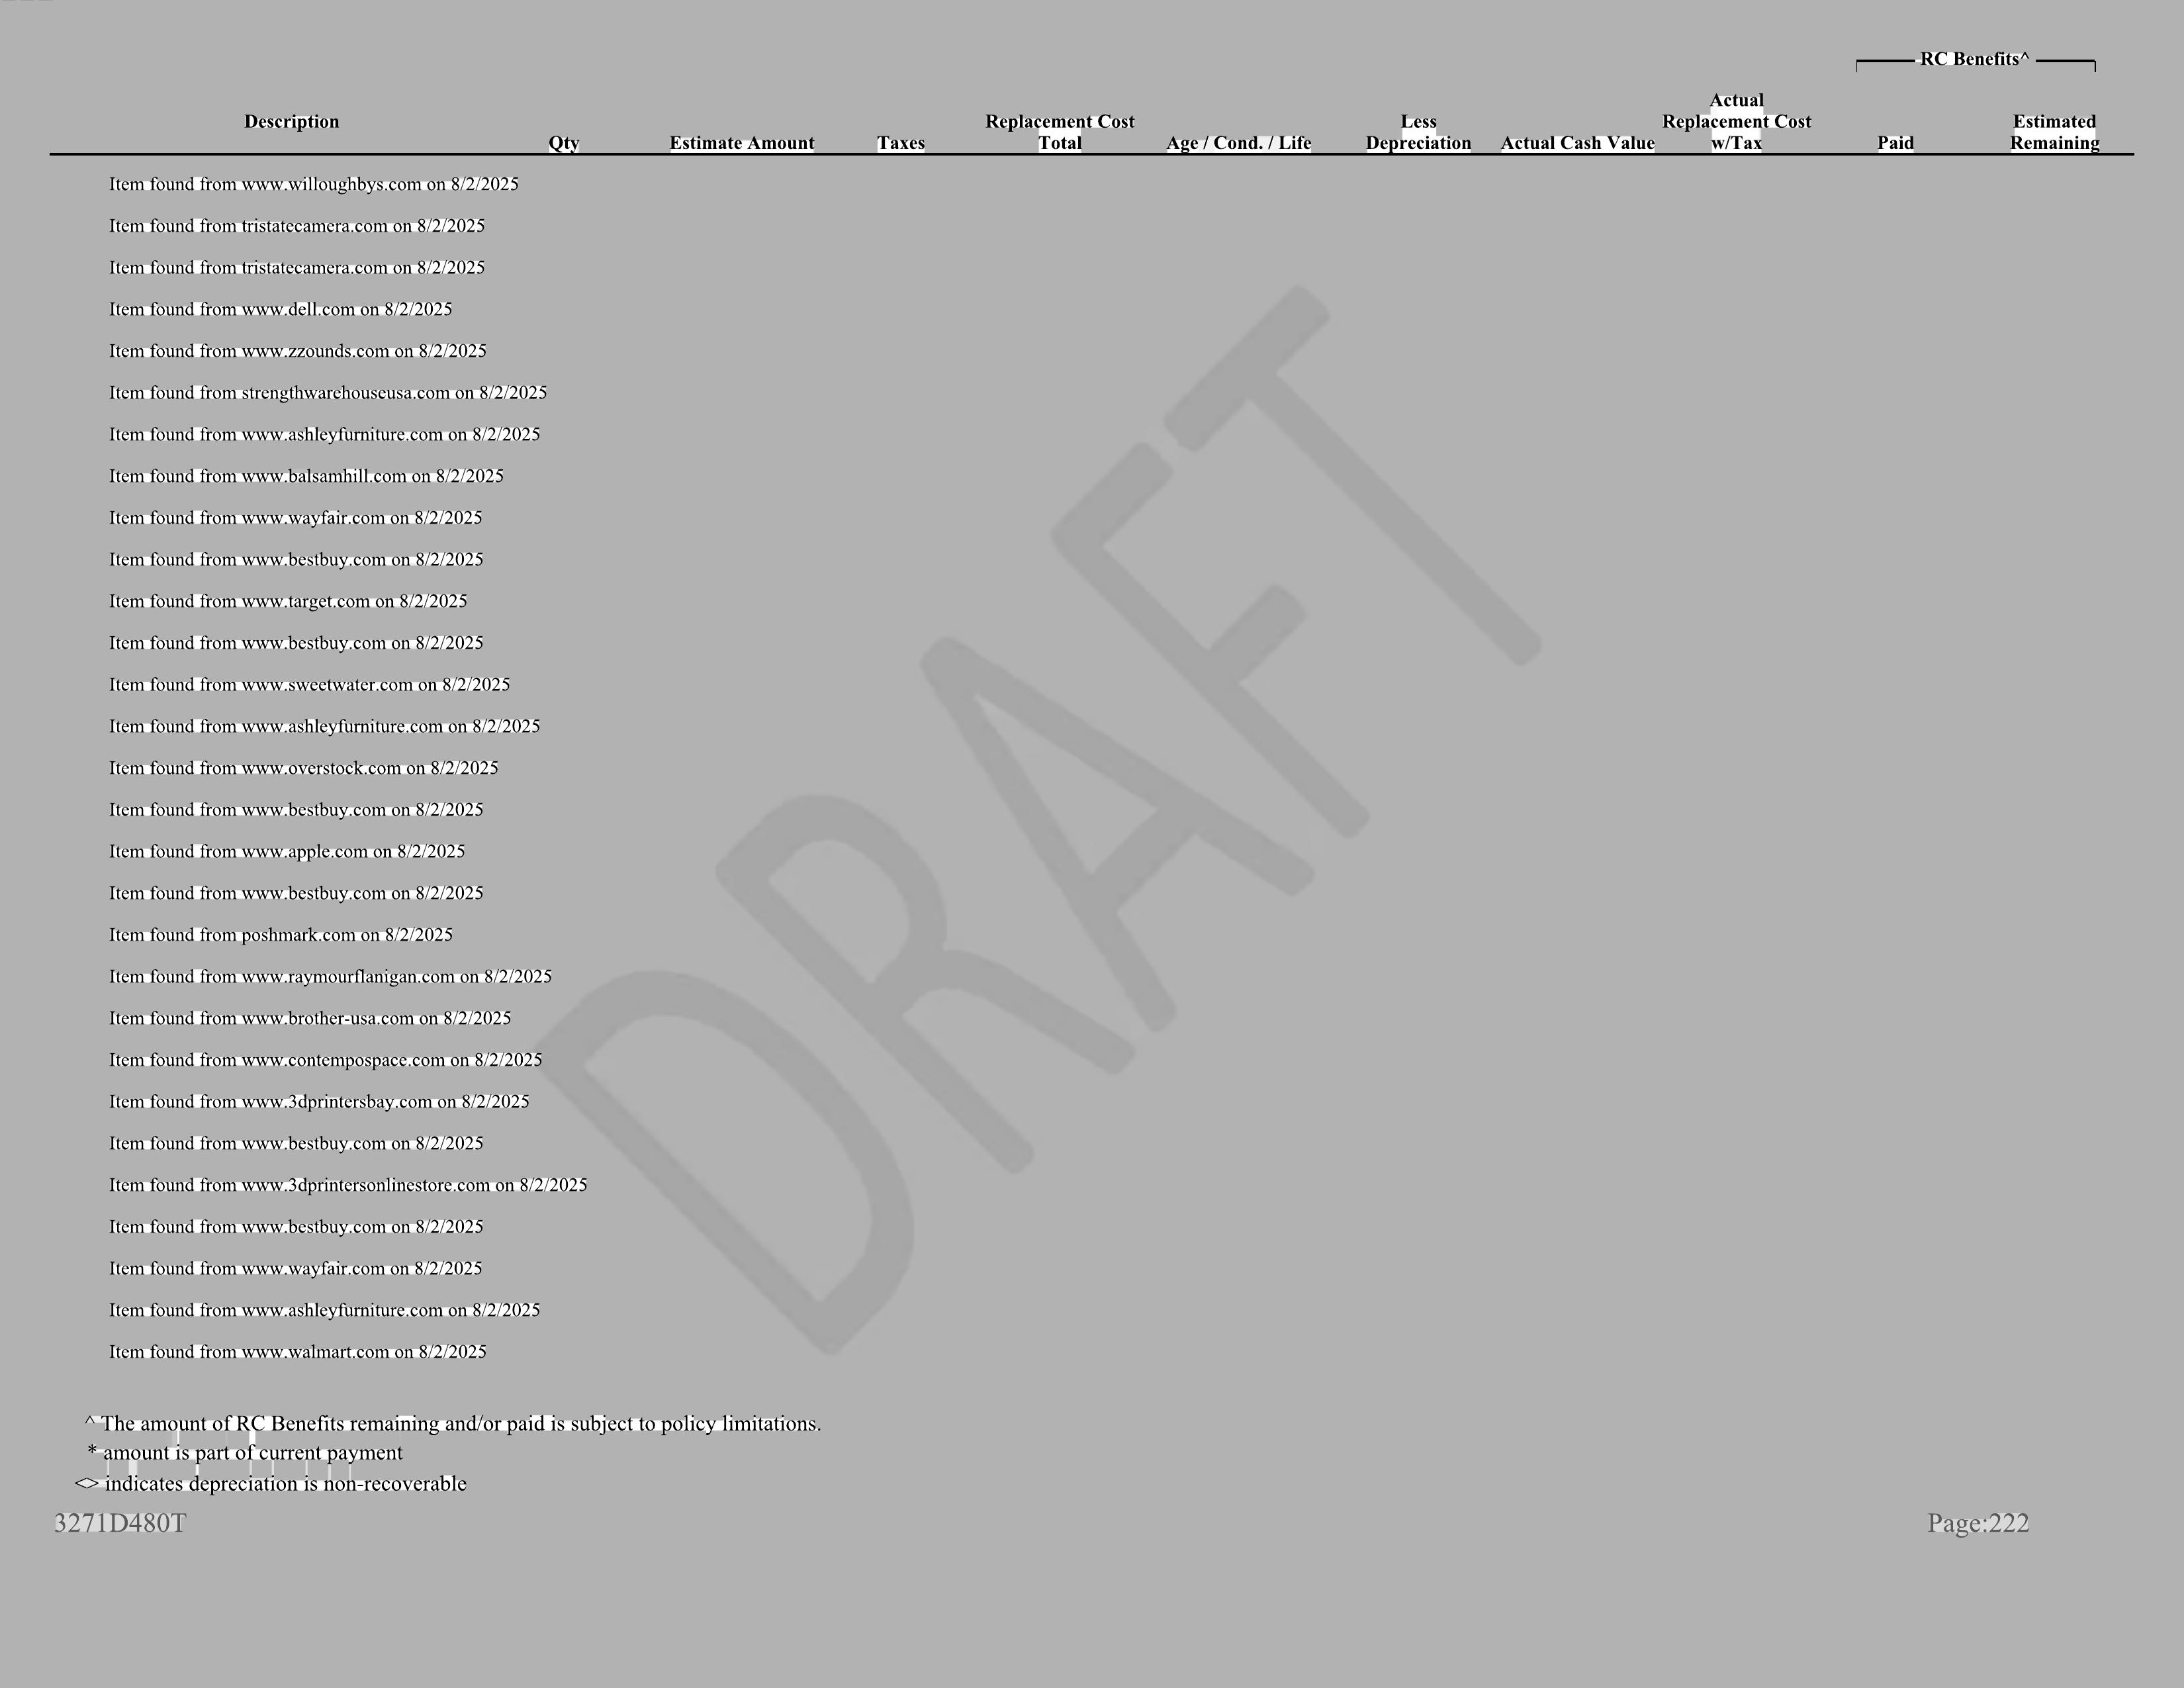 RC Benefits^
Description Qty Estimate Amount Taxes Replacement Cost Total Age / Cond. / Life Less Depreciation Actual Cash Value Actual Replacement Cost w/Tax Paid Estimated Remaining
Item found from www.willoughbys.com on 8/2/2025
Item found from tristatecamera.com on 8/2/2025
Item found from tristatecamera.com on 8/2/2025
Item found from www.dell.com on 8/2/2025
Item found from www.zzounds.com on 8/2/2025
Item found from strengthwarehouseusa.com on 8/2/2025
Item found from www.ashleyfurniture.com on 8/2/2025
Item found from www.balsamhill.com on 8/2/2025
Item found from www.wayfair.com on 8/2/2025
Item found from www.bestbuy.com on 8/2/2025
Item found from www.target.com on 8/2/2025
Item found from www.bestbuy.com on 8/2/2025
Item found from www.sweetwater.com on 8/2/2025
Item found from www.ashleyfurniture.com on 8/2/2025
Item found from www.overstock.com on 8/2/2025
Item found from www.bestbuy.com on 8/2/2025
Item found from www.apple.com on 8/2/2025
Item found from www.bestbuy.com on 8/2/2025
Item found from poshmark.com on 8/2/2025
Item found from www.raymourflanigan.com on 8/2/2025
Item found from www.brother-usa.com on 8/2/2025
Item found from www.contempospace.com on 8/2/2025
Item found from www.3dprintersbay.com on 8/2/2025
Item found from www.bestbuy.com on 8/2/2025
Item found from www.3dprintersonlinestore.com on 8/2/2025
Item found from www.bestbuy.com on 8/2/2025
Item found from www.wayfair.com on 8/2/2025
Item found from www.ashleyfurniture.com on 8/2/2025
Item found from www.walmart.com on 8/2/2025
DRAFT
^ The amount of RC Benefits remaining and/or paid is subject to policy limitations.
* amount is part of current payment
<> indicates depreciation is non-recoverable
3271D480T
Page:222